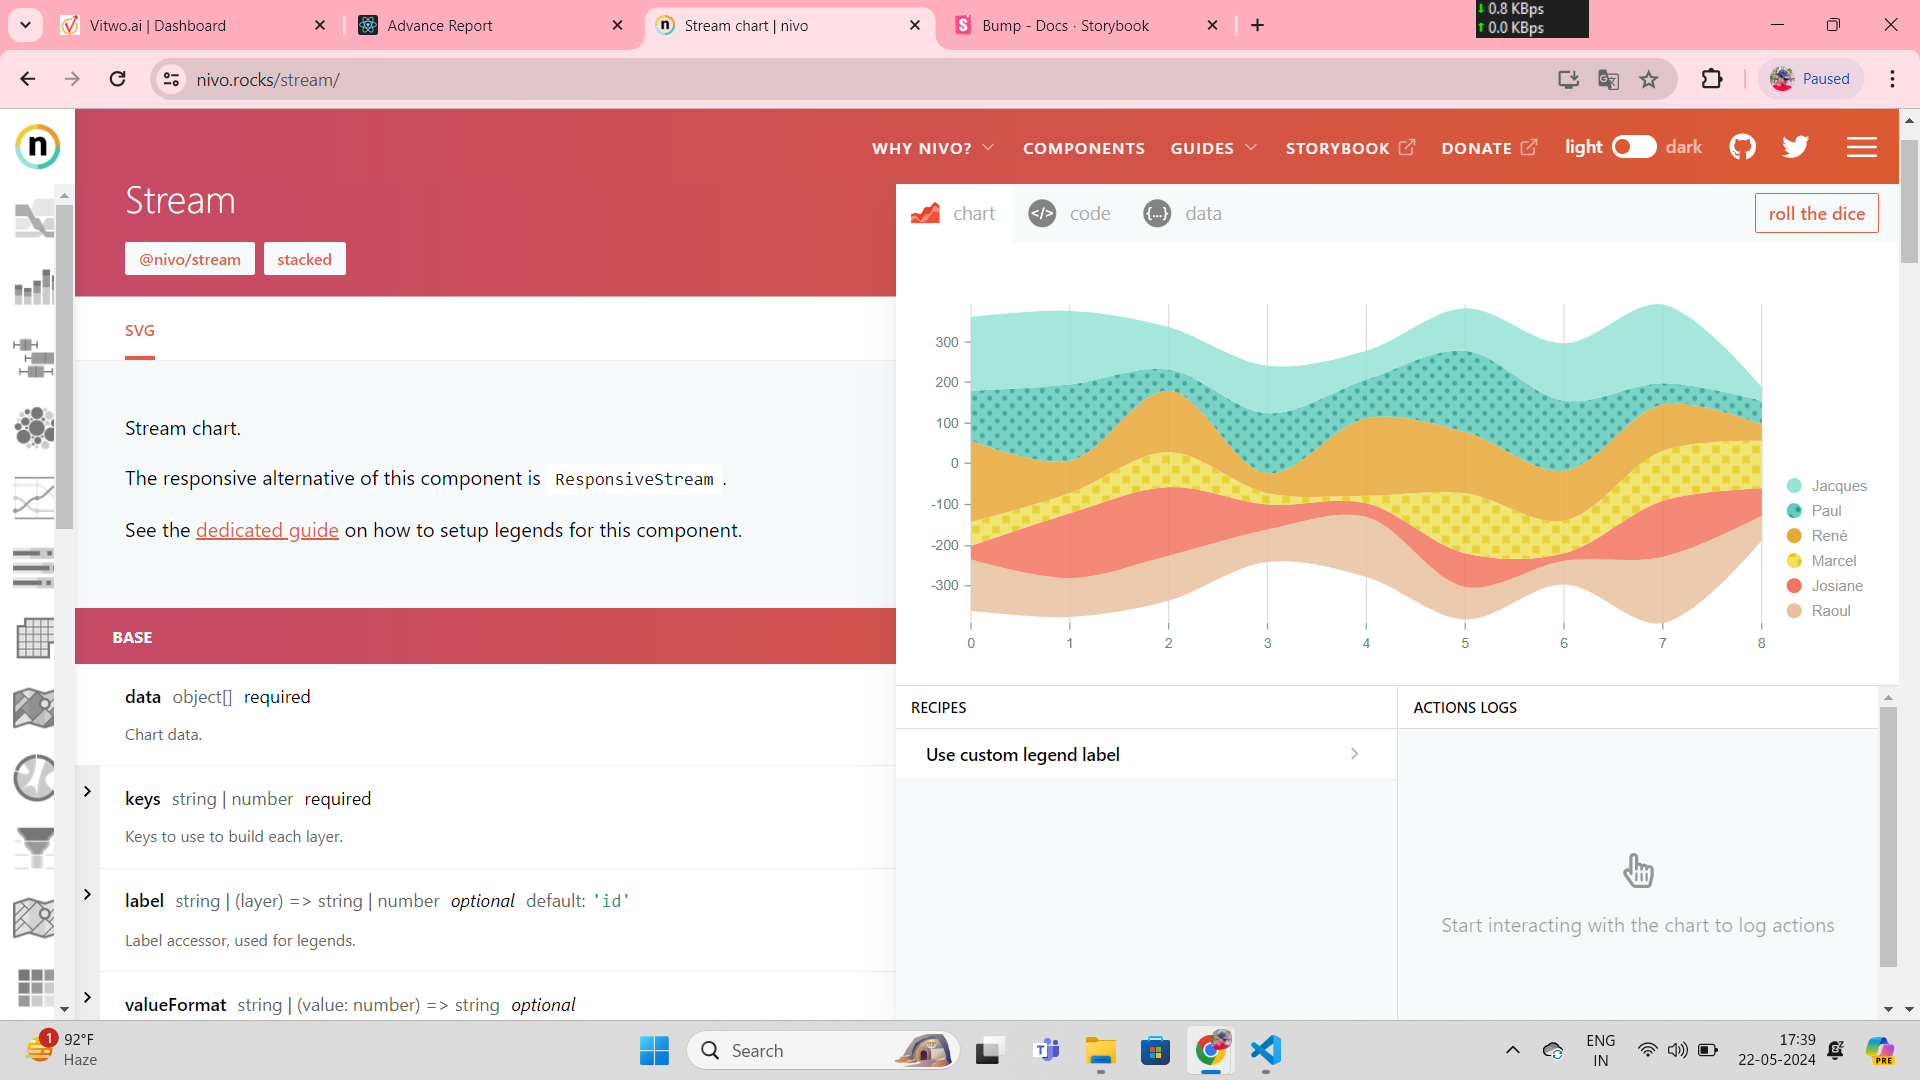 Vitwo.ai | Dashboard
Advance Report
Stream chart | nivo
Bump - Docs · Storybook
0.8 KBps
0.0 KBps
nivo.rocks/stream/
Paused
n
WHY NIVO?
COMPONENTS
GUIDES
STORYBOOK
DONATE
light
dark
Stream
@nivo/stream
stacked
chart
code
data
roll the dice
SVG
Stream chart.
The responsive alternative of this component is ResponsiveStream .
See the dedicated guide on how to setup legends for this component.
300
200
100
0
-100
-200
-300
0 1 2 3 4 5 6 7 8
Jacques
Paul
René
Marcel
Josiane
Raoul
BASE
data object[] required
Chart data.
keys string | number required
Keys to use to build each layer.
label string | (layer) => string | number optional default: 'id'
Label accessor, used for legends.
valueFormat string | (value: number) => string optional
RECIPES
Use custom legend label
ACTIONS LOGS
Start interacting with the chart to log actions
1
92°F
Haze
Search
ENG
IN
17:39
22-05-2024
PRE